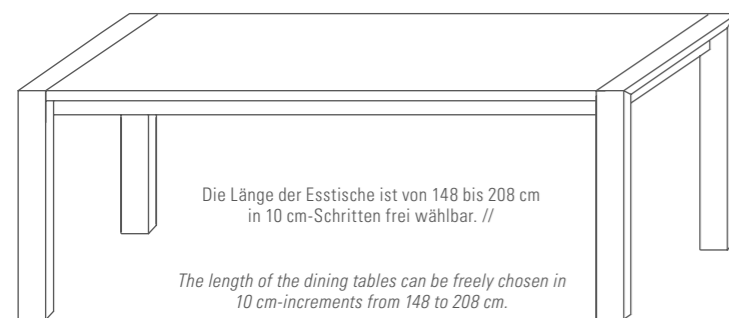 Die Länge der Esstische ist von 148 bis 208 cm
in 10 cm-Schritten frei wählbar. //
The length of the dining tables can be freely chosen in
10 cm-increments from 148 to 208 cm.